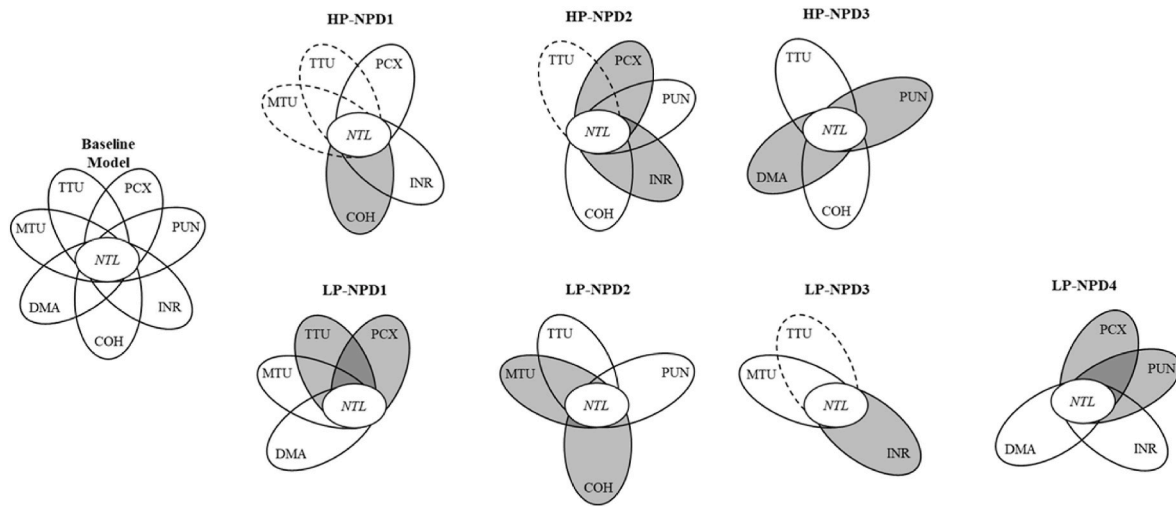 Baseline
Model
TTU
PCX
MTU
PUN
NTL
DMA
INR
COH
HP-NPD1
TTU
PCX
MTU
NTL
INR
COH
HP-NPD2
TTU
PCX
PUN
NTL
INR
COH
HP-NPD3
TTU
PUN
NTL
DMA
COH
LP-NPD1
TTU
PCX
MTU
NTL
DMA
LP-NPD2
TTU
MTU
PUN
NTL
COH
LP-NPD3
TTU
MTU
NTL
INR
LP-NPD4
PCX
PUN
NTL
DMA
INR